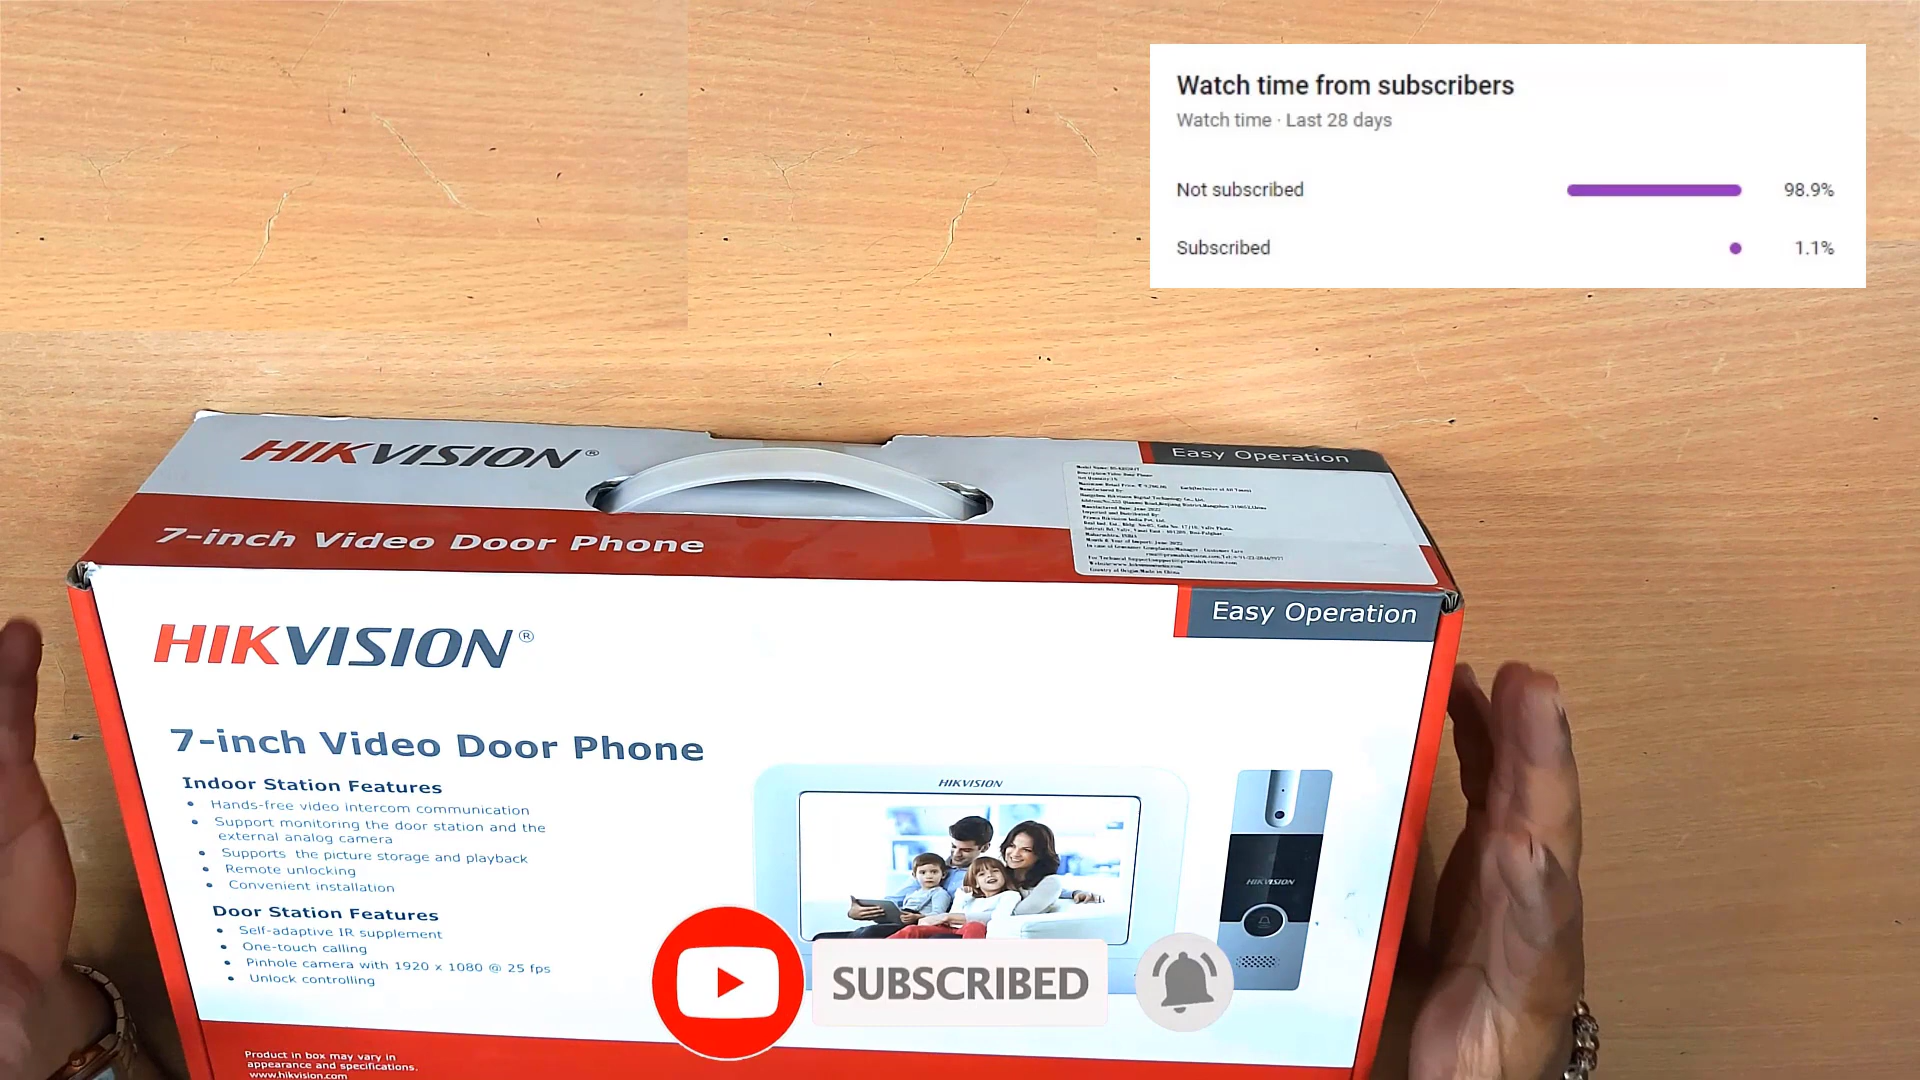 Watch time from subscribers
Watch time · Last 28 days
Not subscribed 98.9%
Subscribed 1.1%
HIKVISION®
Easy Operation
7-inch Video Door Phone
Easy Operation
HIKVISION®
7-inch Video Door Phone
Indoor Station Features
• Hands-free video intercom communication
• Support monitoring the door station and the
external analog camera
• Supports the picture storage and playback
• Remote unlocking
• Convenient installation
Door Station Features
• Self-adaptive IR supplement
• One-touch calling
• Pinhole camera with 1920 x 1080 @ 25 fps
• Unlock controlling
HIKVISION
HIKVISION
SUBSCRIBED
Product in box may vary in
appearance and specifications.
www.hikvision.com